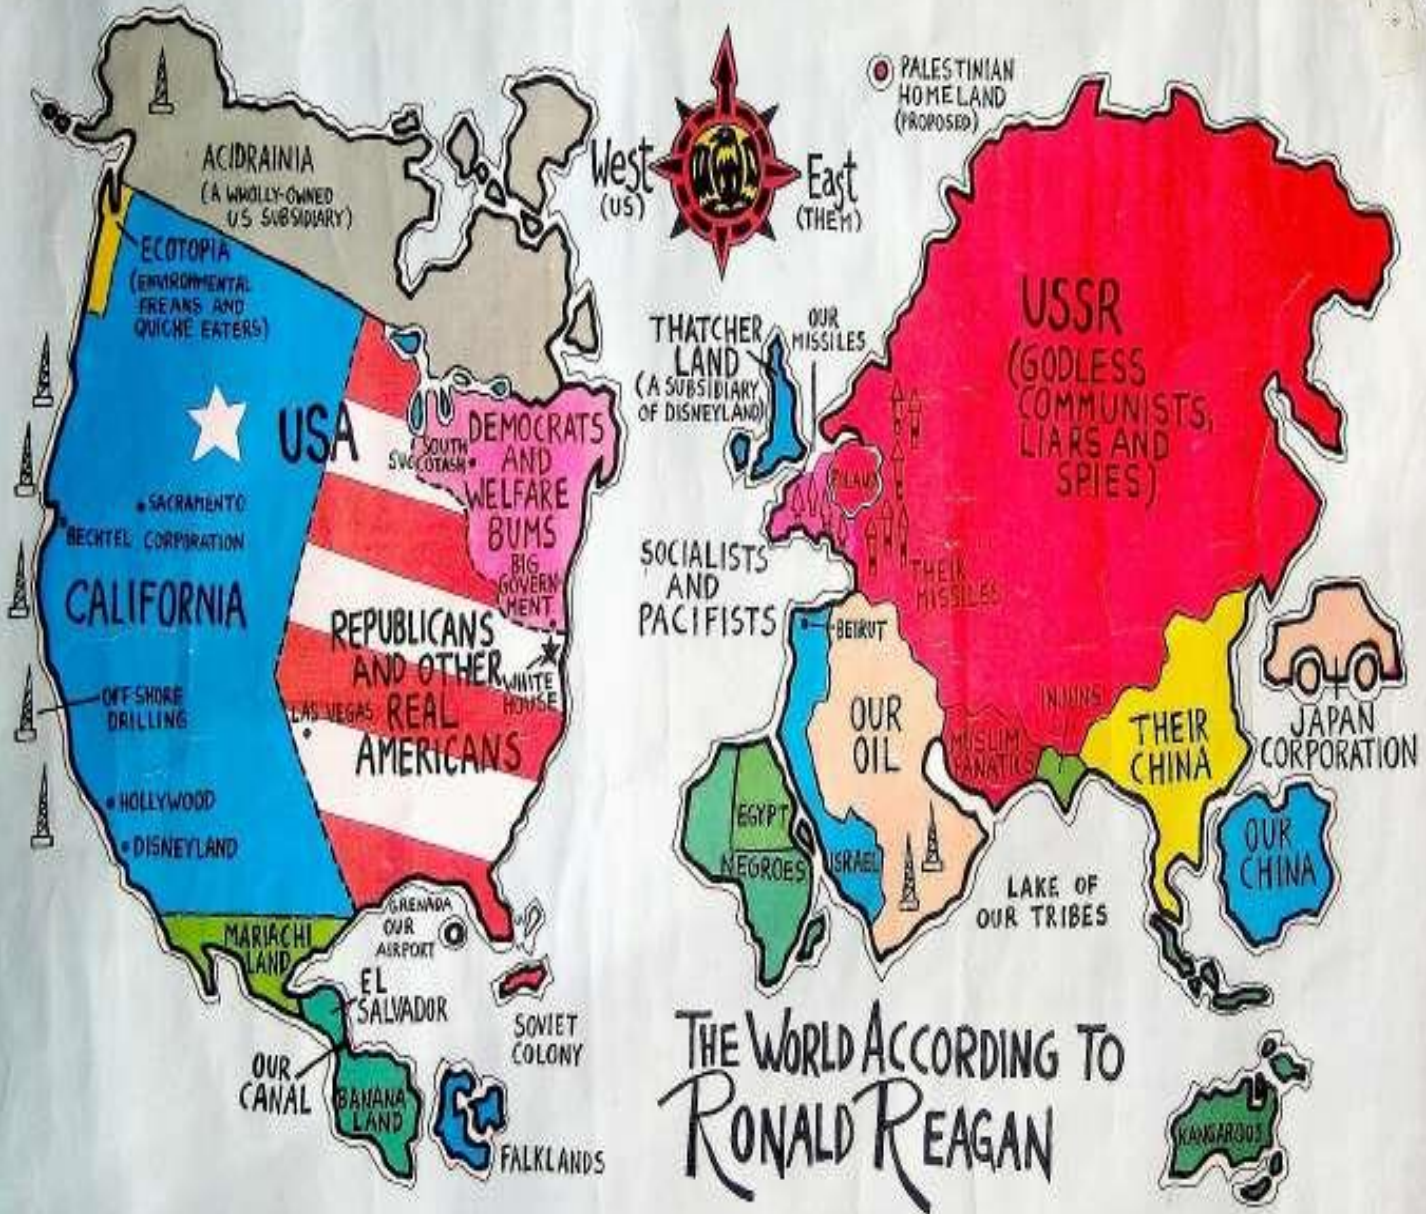 ACIDRAINIA
(A WHOLLY-OWNED
US SUBSIDIARY)
ECOTOPIA
(ENVIRONMENTAL
FREAKS AND
QUICHE EATERS)
USA
SACRAMENTO
BECHTEL CORPORATION
CALIFORNIA
OFF SHORE
DRILLING
HOLLYWOOD
DISNEYLAND
SOUTH
SUCCOTASH
DEMOCRATS
AND
WELFARE
BUMS
BIG
GOVERN-
MENT
REPUBLICANS
AND OTHER
REAL
AMERICANS
WHITE
HOUSE
LAS VEGAS
MARIACHI
LAND
GRENADA
OUR
AIRPORT
EL
SALVADOR
SOVIET
COLONY
OUR
CANAL
BANANA
LAND
FALKLANDS
West
(US)
East
(THEM)
PALESTINIAN
HOMELAND
(PROPOSED)
THATCHER
LAND
(A SUBSIDIARY
OF DISNEYLAND)
OUR
MISSILES
USSR
(GODLESS
COMMUNISTS,
LIARS AND
SPIES)
SOCIALISTS
AND
PACIFISTS
THEIR
MISSILES
BEIRUT
OUR
OIL
MUSLIM
FANATICS
INJUNS
THEIR
CHINA
JAPAN
CORPORATION
EGYPT
NEGROES
ISRAEL
LAKE OF
OUR TRIBES
OUR
CHINA
KANGAROOS
THE WORLD ACCORDING TO
RONALD REAGAN